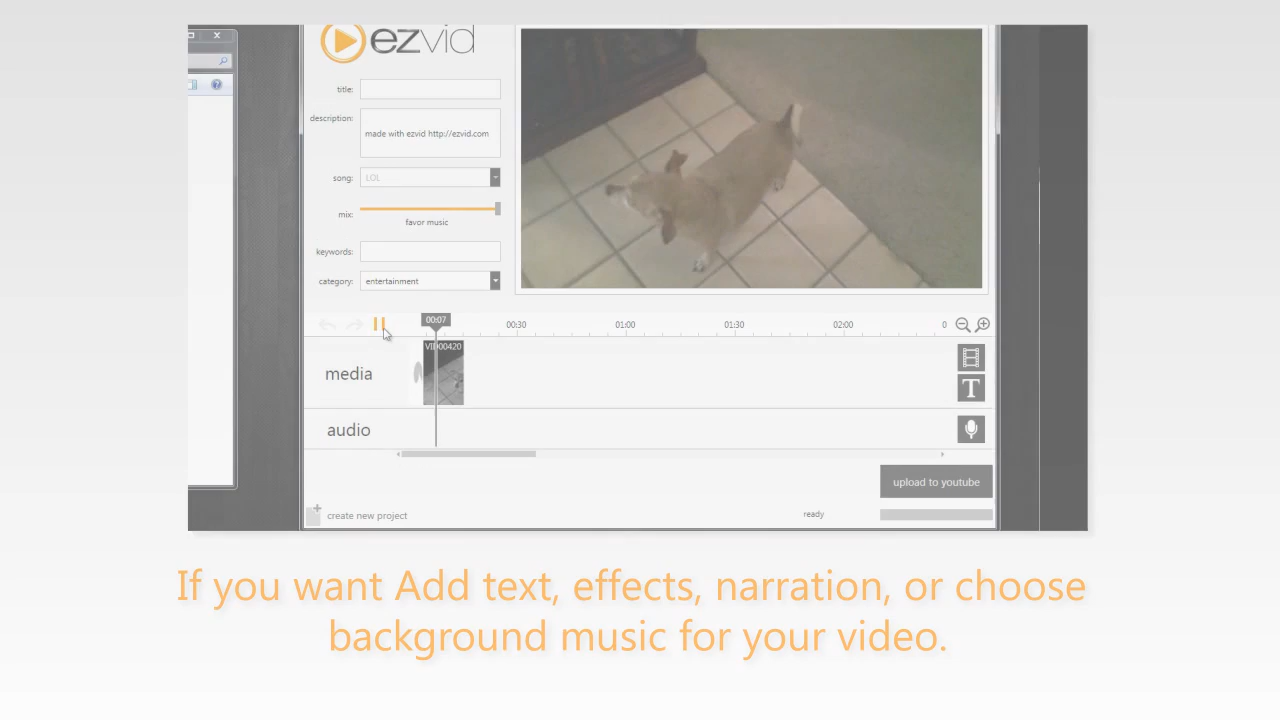 ezvid
title:
description:
made with ezvid http://ezvid.com
song:
LOL
mix:
favor music
keywords:
category:
entertainment
00:07
00:30
01:00
01:30
02:00
0
VID00420
media
T
audio
upload to youtube
create new project
ready
If you want Add text, effects, narration, or choose
background music for your video.